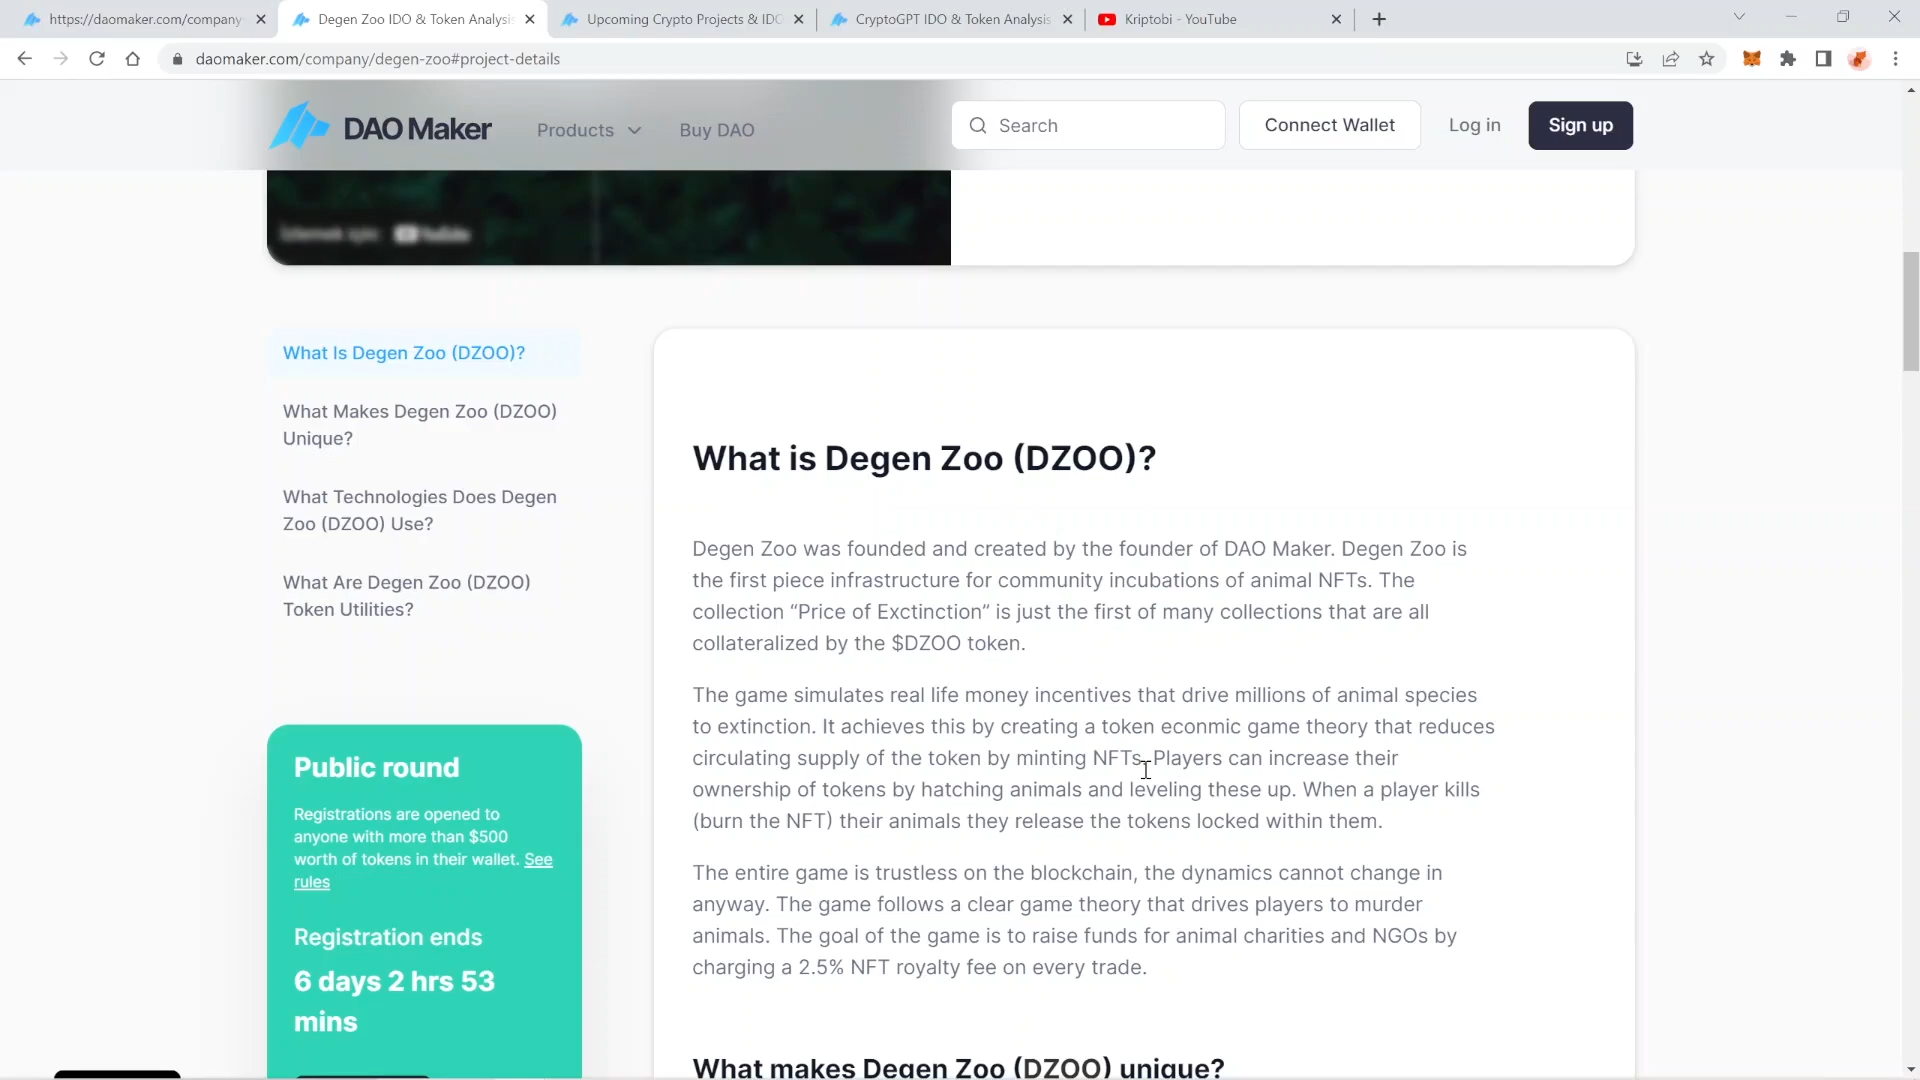 https://daomaker.com/company
Degen Zoo IDO & Token Analysis
Upcoming Crypto Projects & IDO
CryptoGPT IDO & Token Analysis
Kriptobi - YouTube
daomaker.com/company/degen-zoo#project-details
DAO Maker
Products
Buy DAO
Search
Connect Wallet
Log in
Sign up
What Is Degen Zoo (DZOO)?
What Makes Degen Zoo (DZOO)
Unique?
What Technologies Does Degen
Zoo (DZOO) Use?
What Are Degen Zoo (DZOO)
Token Utilities?
Public round
Registrations are opened to
anyone with more than $500
worth of tokens in their wallet. See
rules
Registration ends
6 days 2 hrs 53
mins
What is Degen Zoo (DZOO)?
Degen Zoo was founded and created by the founder of DAO Maker. Degen Zoo is
the first piece infrastructure for community incubations of animal NFTs. The
collection “Price of Exctinction” is just the first of many collections that are all
collateralized by the $DZOO token.
The game simulates real life money incentives that drive millions of animal species
to extinction. It achieves this by creating a token econmic game theory that reduces
circulating supply of the token by minting NFTs. Players can increase their
ownership of tokens by hatching animals and leveling these up. When a player kills
(burn the NFT) their animals they release the tokens locked within them.
The entire game is trustless on the blockchain, the dynamics cannot change in
anyway. The game follows a clear game theory that drives players to murder
animals. The goal of the game is to raise funds for animal charities and NGOs by
charging a 2.5% NFT royalty fee on every trade.
What makes Degen Zoo (DZOO) unique?